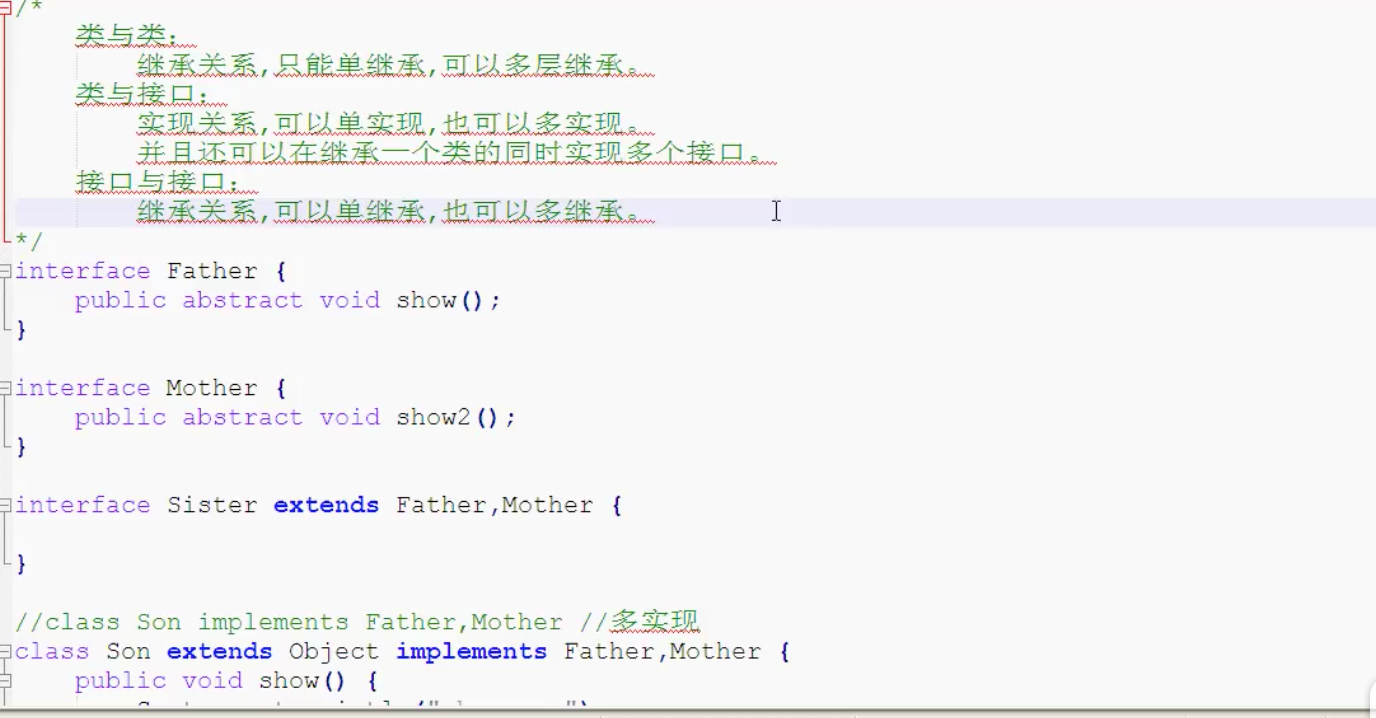 /*
类与类:
继承关系,只能单继承,可以多层继承。
类与接口:
实现关系,可以单实现,也可以多实现。
并且还可以在继承一个类的同时实现多个接口。
接口与接口:
继承关系,可以单继承,也可以多继承。
*/
interface Father {
public abstract void show();
}
interface Mother {
public abstract void show2();
}
interface Sister extends Father,Mother {
}
//class Son implements Father,Mother //多实现
class Son extends Object implements Father,Mother {
public void show() {